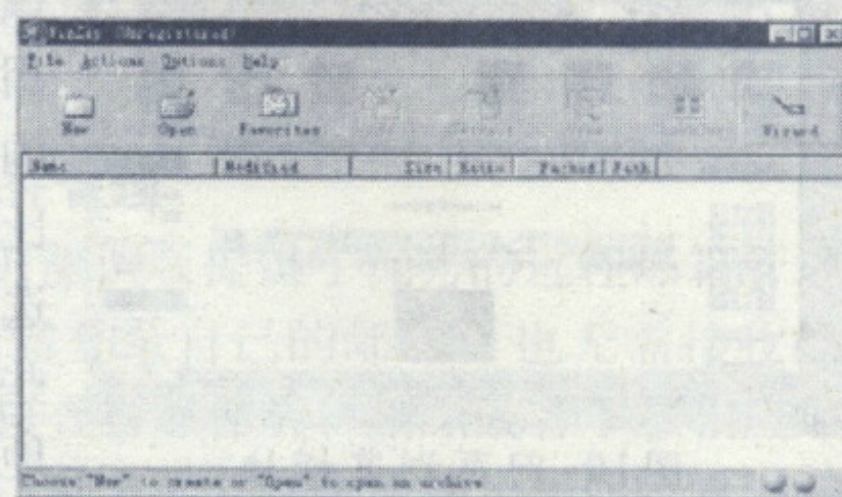 WinZip (Unregistered)
File Actions Options Help
New Open Favorites Wizard
Name Modified Size Ratio Packed Path
Choose "New" to create or "Open" to open an archive